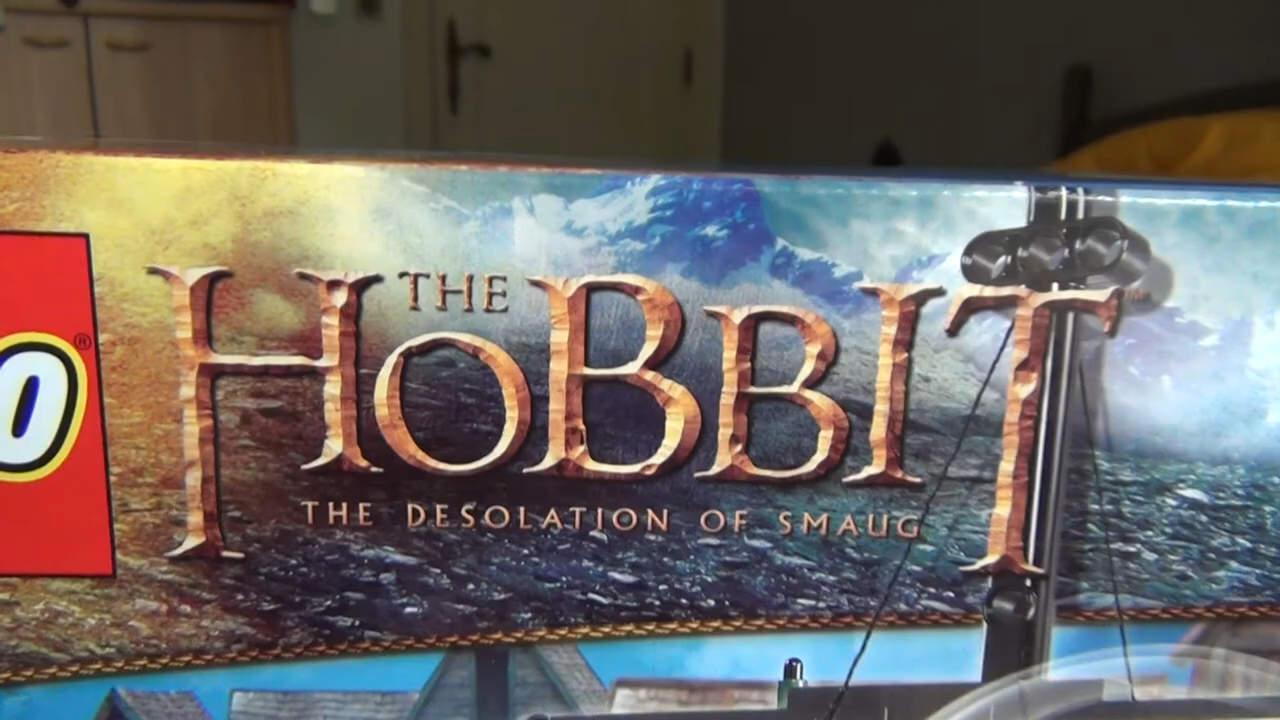 THE
HOBBIT
THE DESOLATION OF SMAUG
O®